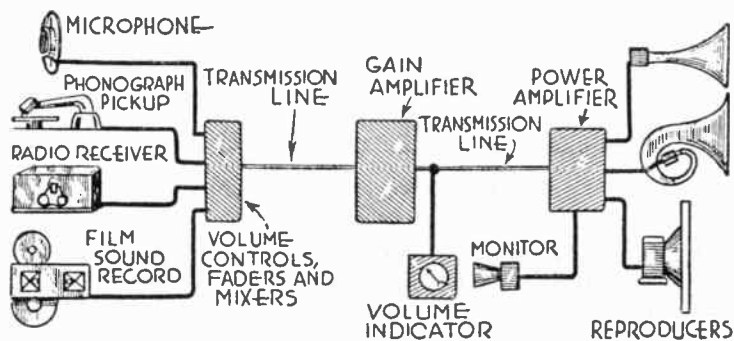 MICROPHONE
PHONOGRAPH
PICKUP
RADIO RECEIVER
FILM
SOUND
RECORD
TRANSMISSION
LINE
VOLUME
CONTROLS,
FADERS AND
MIXERS
GAIN
AMPLIFIER
TRANSMISSION
LINE
VOLUME
INDICATOR
MONITOR
POWER
AMPLIFIER
REPRODUCERS